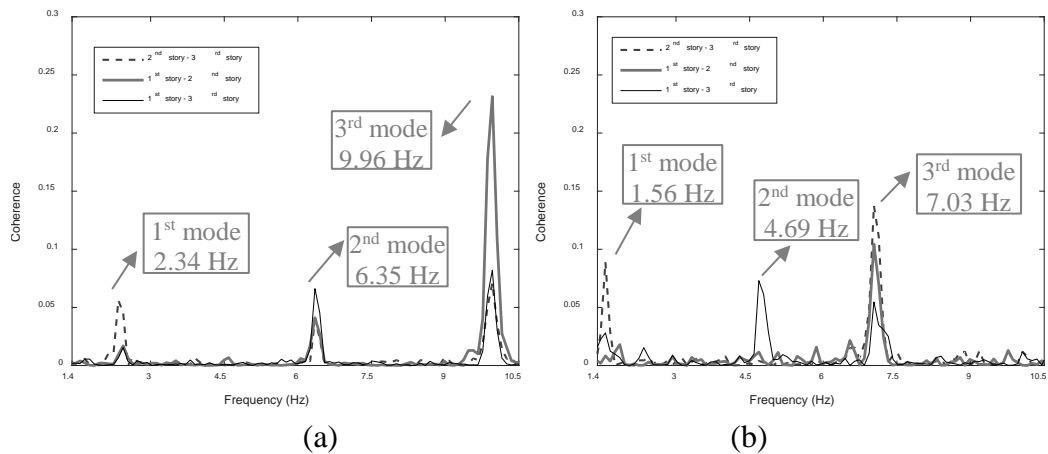 0.3
0.25
0.2
0.15
0.1
0.05
0
Coherence
2nd story - 3rd story
1st story - 2nd story
1st story - 3rd story
3rd mode
9.96 Hz
1st mode
2.34 Hz
2nd mode
6.35 Hz
1.4 3 4.5 6 7.5 9 10.5
Frequency (Hz)
(a)
0.3
0.25
0.2
0.15
0.1
0.05
0
Coherence
2nd story - 3rd story
1st story - 2nd story
1st story - 3rd story
1st mode
1.56 Hz
2nd mode
4.69 Hz
3rd mode
7.03 Hz
1.4 3 4.5 6 7.5 9 10.5
Frequency (Hz)
(b)